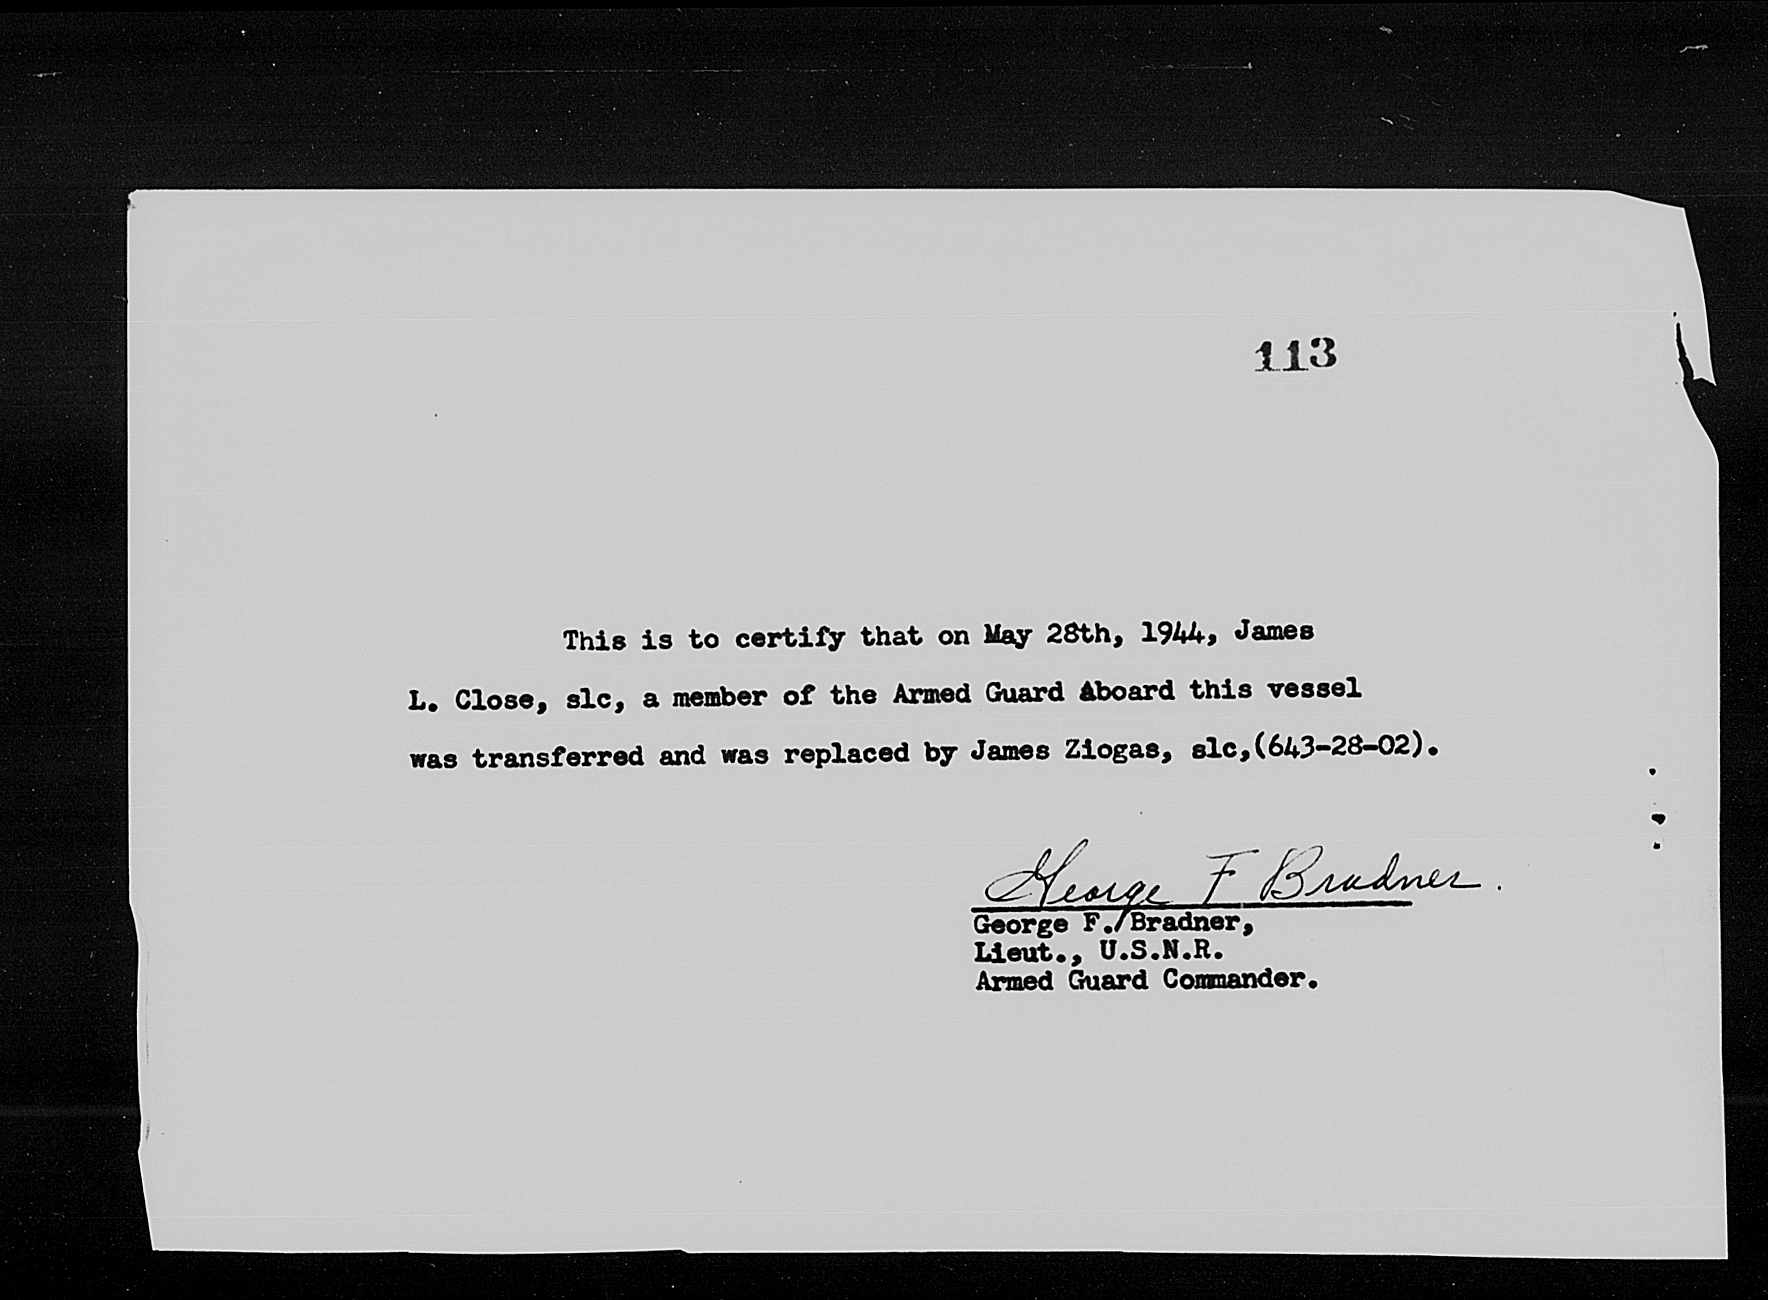 113
This is to certify that on May 28th, 1944, James
L. Close, slc, a member of the Armed Guard Aboard this vessel
was transferred and was replaced by James Ziogas, slc,(643-28-02).
George F Bradner.
George F. Bradner,
Lieut., U.S.N.R.
Armed Guard Commander.